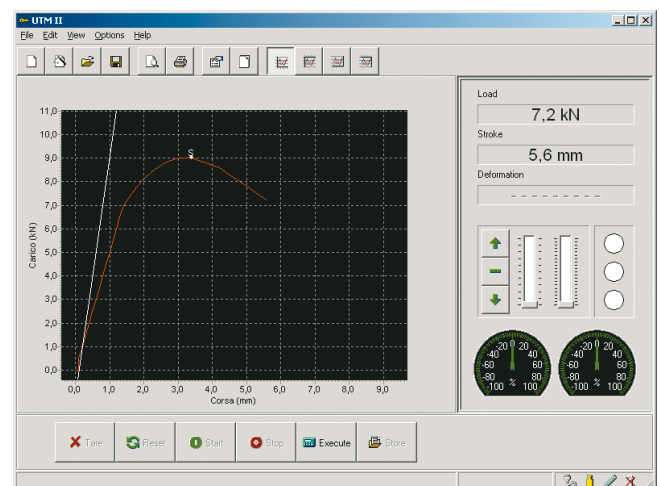 UTM II
File Edit View Options Help
11,0
10,0
9,0
8,0
7,0
6,0
5,0
4,0
3,0
2,0
1,0
0,0
Carico (kN)
S
0,0 1,0 2,0 3,0 4,0 5,0 6,0 7,0 8,0 9,0
Corsa (mm)
Load
7,2 kN
Stroke
5,6 mm
Deformation
- - - - - - - - -
-20 0 20
-40 40
-60 60
-80 80
-100 % 100
-20 0 20
-40 40
-60 60
-80 80
-100 % 100
Tare Reset Start Stop Execute Store